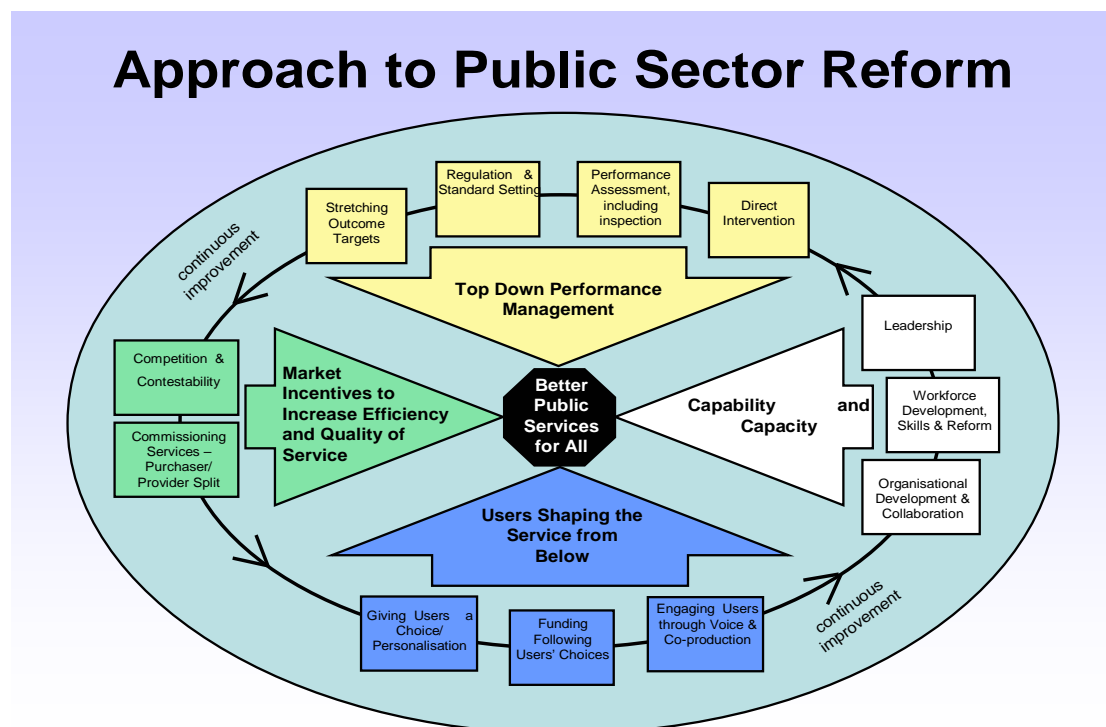 Approach to Public Sector Reform
Regulation &
Standard Setting
Performance
Assessment,
including
inspection
Stretching
Outcome
Targets
Direct
Intervention
continuous
improvement
Top Down Performance
Management
Leadership
Competition &
Contestability
Market
Incentives to
Increase Efficiency
and Quality of
Service
Better
Public
Services
for All
Capability and
Capacity
Workforce
Development,
Skills & Reform
Commissioning
Services –
Purchaser/
Provider Split
Organisational
Development &
Collaboration
Users Shaping the
Service from
Below
Giving Users a
Choice/
Personalisation
Funding
Following
Users' Choices
Engaging Users
through Voice &
Co-production
continuous
improvement